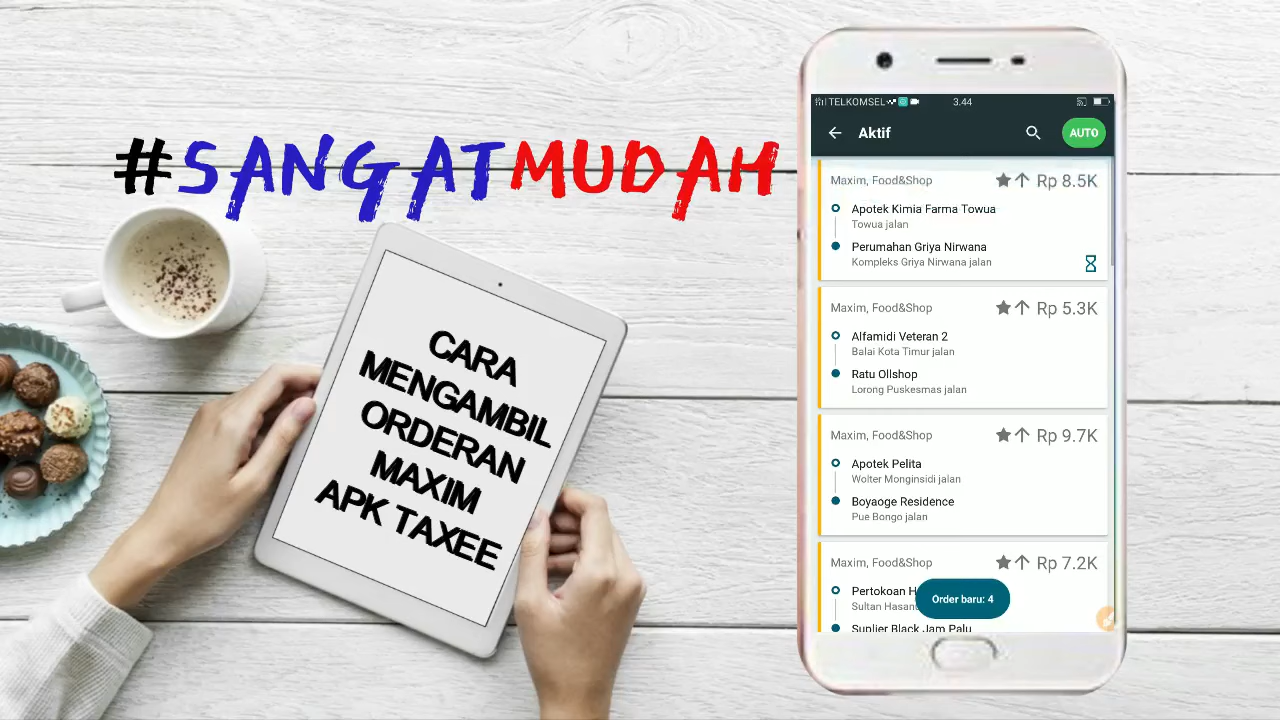 #SANGATMUDAH
CARA
MENGAMBIL
ORDERAN
MAXIM
APK TAXEE
TELKOMSEL
3.44
Aktif
AUTO
Maxim, Food&Shop Rp 8.5K
Apotek Kimia Farma Towua
Towua jalan
Perumahan Griya Nirwana
Kompleks Griya Nirwana jalan
Maxim, Food&Shop Rp 5.3K
Alfamidi Veteran 2
Balai Kota Timur jalan
Ratu Ollshop
Lorong Puskesmas jalan
Maxim, Food&Shop Rp 9.7K
Apotek Pelita
Wolter Monginsidi jalan
Boyaoge Residence
Pue Bongo jalan
Maxim, Food&Shop Rp 7.2K
Pertokoan H
Sultan Hasan
Order baru: 4
Suplier Black Jam Palu